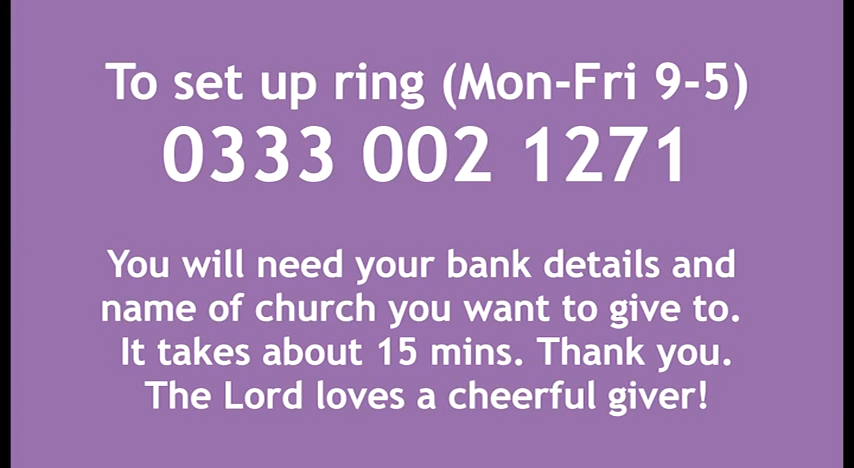 To set up ring (Mon-Fri 9-5)
0333 002 1271
You will need your bank details and
name of church you want to give to.
It takes about 15 mins. Thank you.
The Lord loves a cheerful giver!